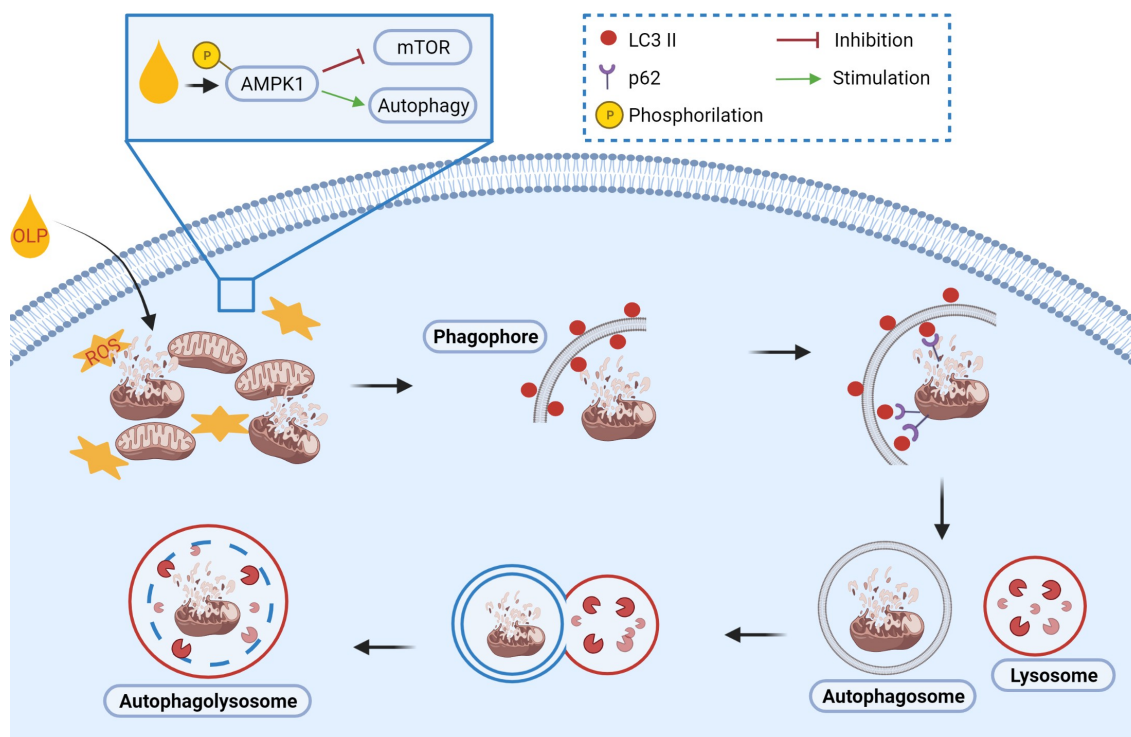 P
mTOR
AMPK1
Autophagy
LC3 II
Inhibition
p62
Stimulation
P
Phosphorilation
OLP
ROS
Phagophore
Autophagolysosome
Autophagosome
Lysosome